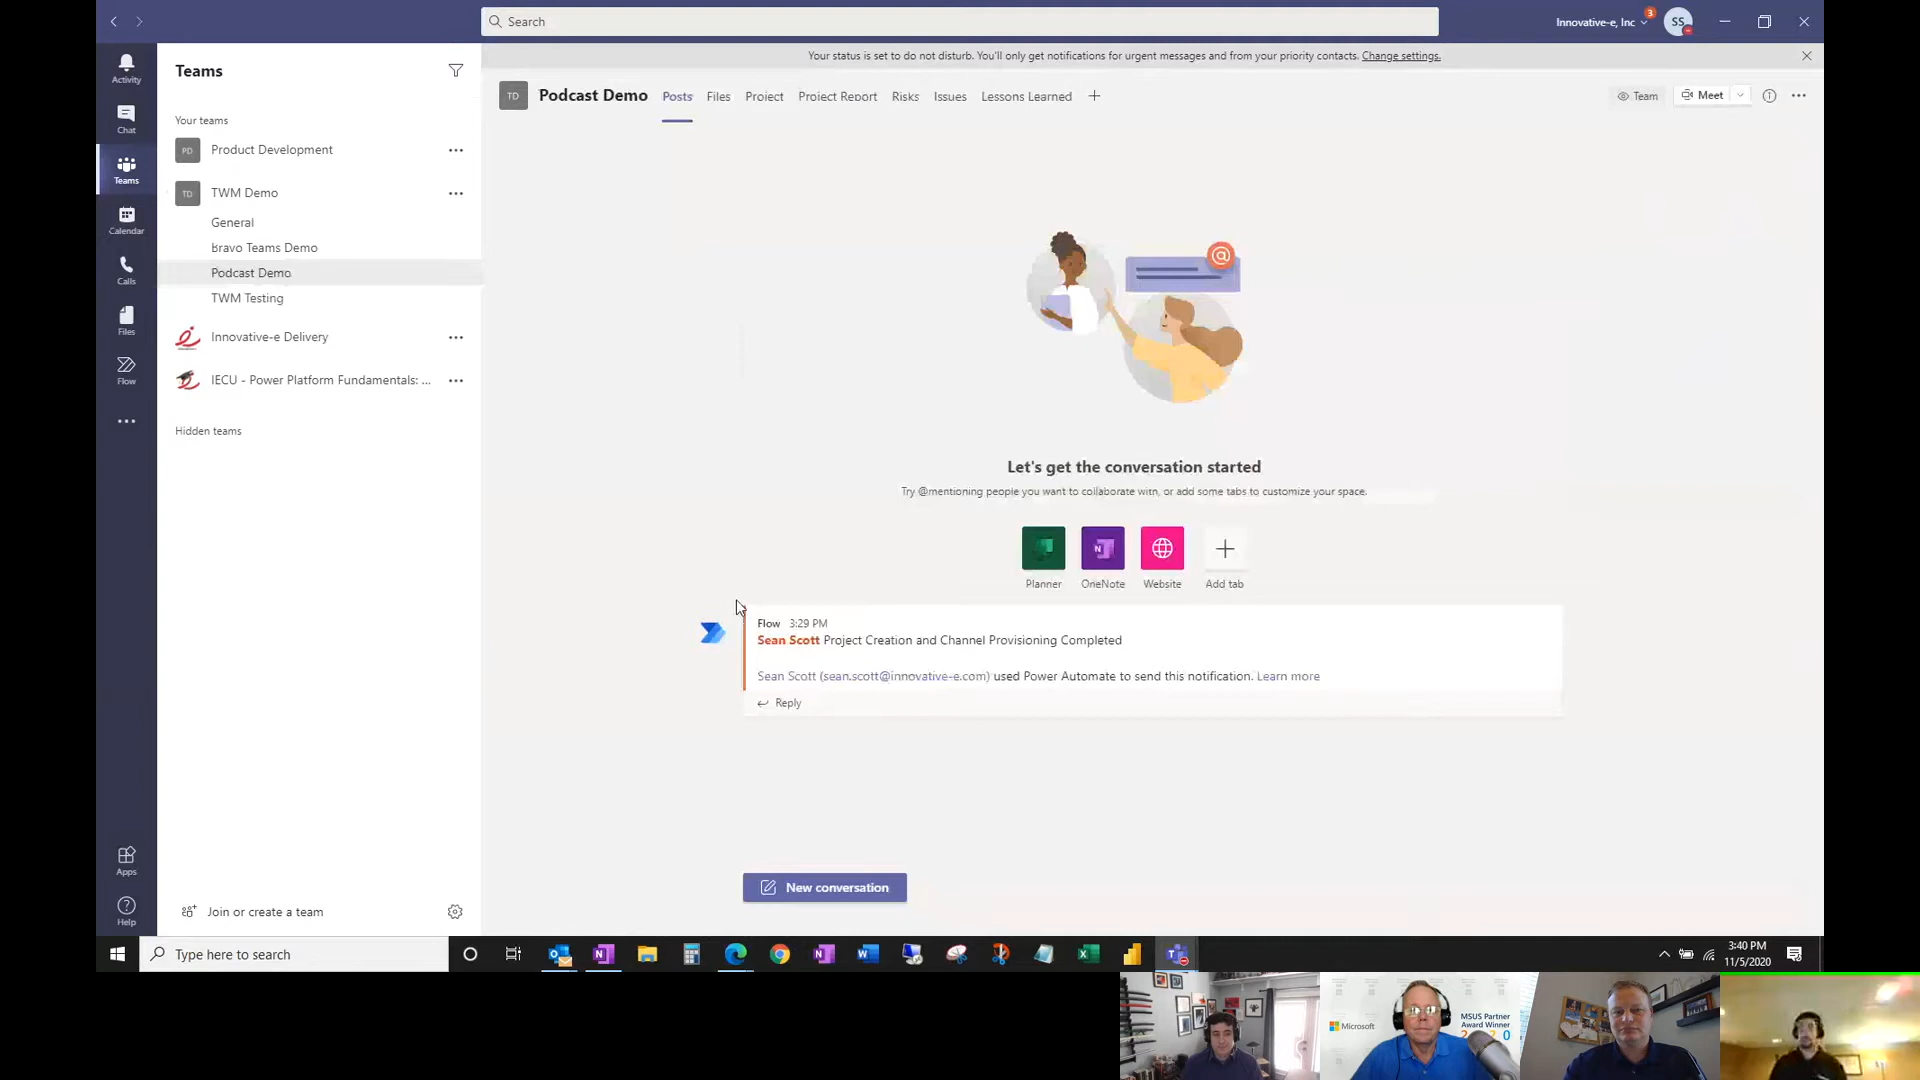 Search
Innovative-e, Inc
3
SS
Your status is set to do not disturb. You'll only get notifications for urgent messages and from your priority contacts. Change settings.
Activity
Chat
Teams
Calendar
Calls
Files
Flow
Apps
Help
Teams
Your teams
PD Product Development
TD TWM Demo
General
Bravo Teams Demo
Podcast Demo
TWM Testing
Innovative-e Delivery
IECU - Power Platform Fundamentals: ...
Hidden teams
Join or create a team
TD Podcast Demo Posts Files Project Project Report Risks Issues Lessons Learned
Team Meet
@
Let's get the conversation started
Try @mentioning people you want to collaborate with, or add some tabs to customize your space.
N
Planner OneNote Website Add tab
Flow 3:29 PM
Sean Scott Project Creation and Channel Provisioning Completed
Sean Scott (sean.scott@innovative-e.com) used Power Automate to send this notification. Learn more
Reply
New conversation
Type here to search
3:40 PM
11/5/2020
Microsoft
MSUS Partner
Award Winner